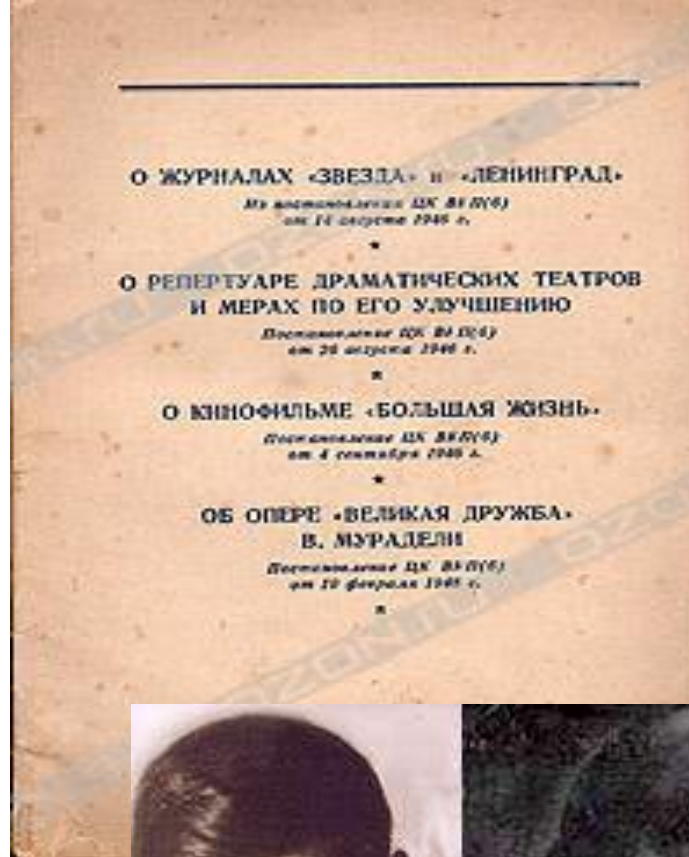 О ЖУРНАЛАХ «ЗВЕЗДА» и «ЛЕНИНГРАД»
Из постановления ЦК ВКП(б)
от 14 августа 1946 г.
О РЕПЕРТУАРЕ ДРАМАТИЧЕСКИХ ТЕАТРОВ
И МЕРАХ ПО ЕГО УЛУЧШЕНИЮ
Постановление ЦК ВКП(б)
от 26 августа 1946 г.
О КИНОФИЛЬМЕ «БОЛЬШАЯ ЖИЗНЬ»
Постановление ЦК ВКП(б)
от 4 сентября 1946 г.
ОБ ОПЕРЕ «ВЕЛИКАЯ ДРУЖБА»
В. МУРАДЕЛИ
Постановление ЦК ВКП(б)
от 10 февраля 1948 г.